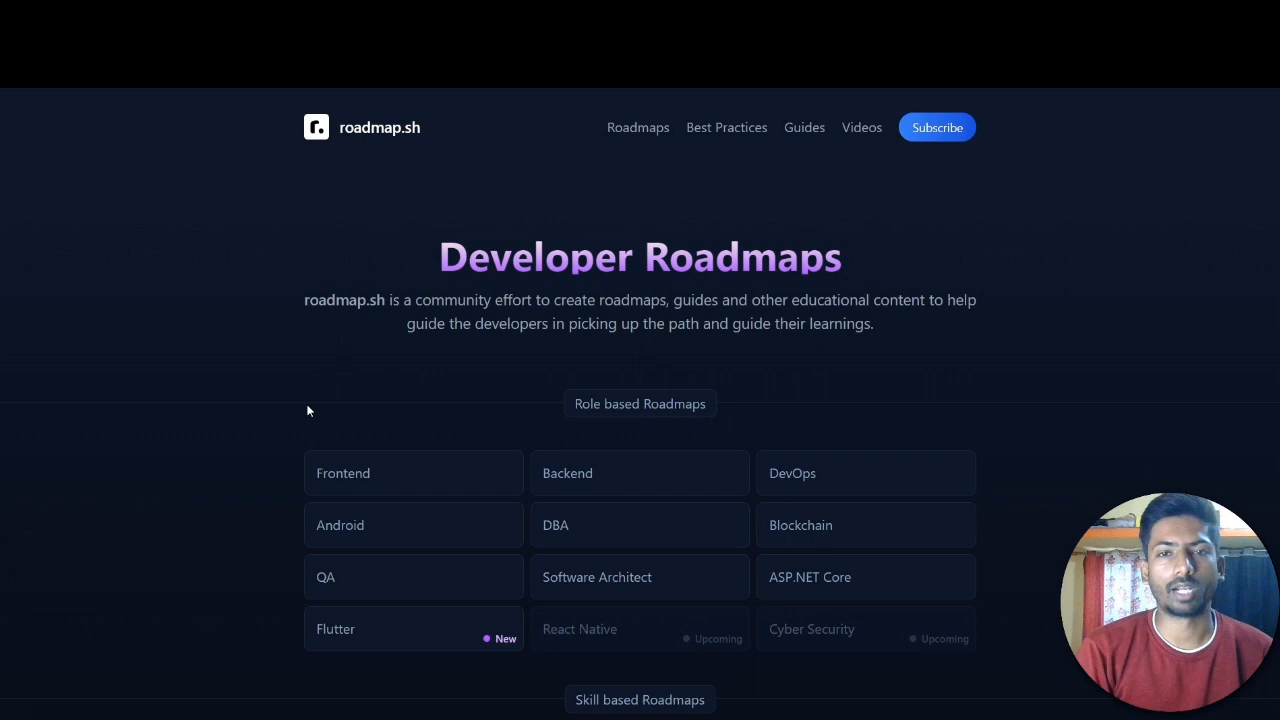 roadmap.sh
Roadmaps Best Practices Guides Videos Subscribe
Developer Roadmaps
roadmap.sh is a community effort to create roadmaps, guides and other educational content to help
guide the developers in picking up the path and guide their learnings.
Role based Roadmaps
Frontend
Backend
DevOps
Android
DBA
Blockchain
QA
Software Architect
ASP.NET Core
Flutter
New
React Native
Upcoming
Cyber Security
Upcoming
Skill based Roadmaps